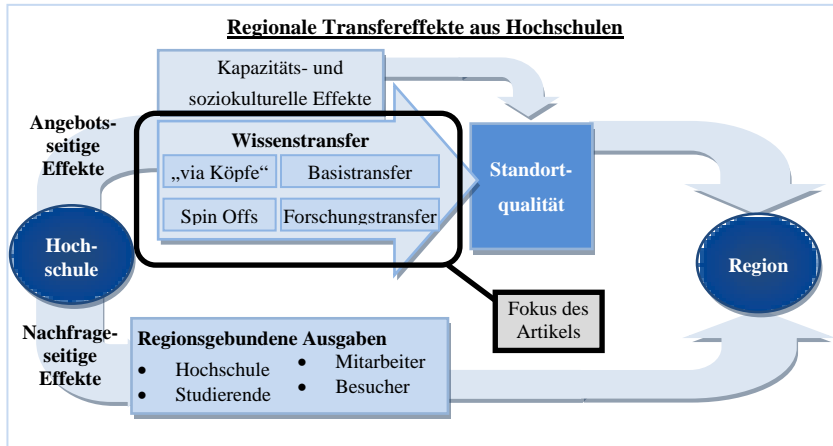 Regionale Transfereffekte aus Hochschulen
Kapazitäts- und
soziokulturelle Effekte
Angebots-
seitige
Effekte
Wissenstransfer
„via Köpfe“
Basistransfer
Spin Offs
Forschungstransfer
Standort-
qualität
Hoch-
schule
Region
Fokus des
Artikels
Nachfrage-
seitige
Effekte
Regionsgebundene Ausgaben
• Hochschule
• Studierende
• Mitarbeiter
• Besucher